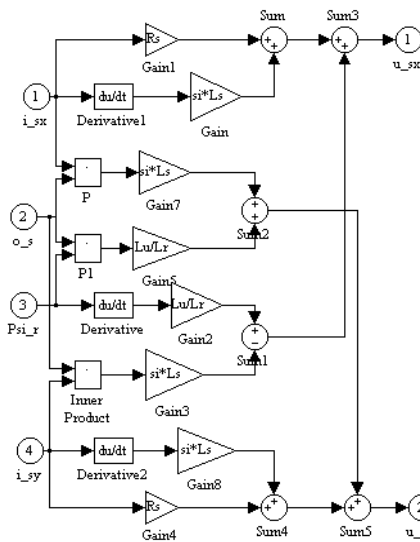 Sum
Sum3
Rs
1
u_sx
Gain1
1
i_sx
du/dt
Derivative1
si*Ls
Gain
P
si*Ls
Gain7
2
o_s
Sum2
P1
Lu/Lr
Gain5
3
Psi_r
du/dt
Derivative
Lu/Lr
Gain2
Sum1
Inner
Product
si*Ls
Gain3
4
i_sy
du/dt
Derivative2
si*Ls
Gain8
Rs
Gain4
Sum4
Sum5
2
u_